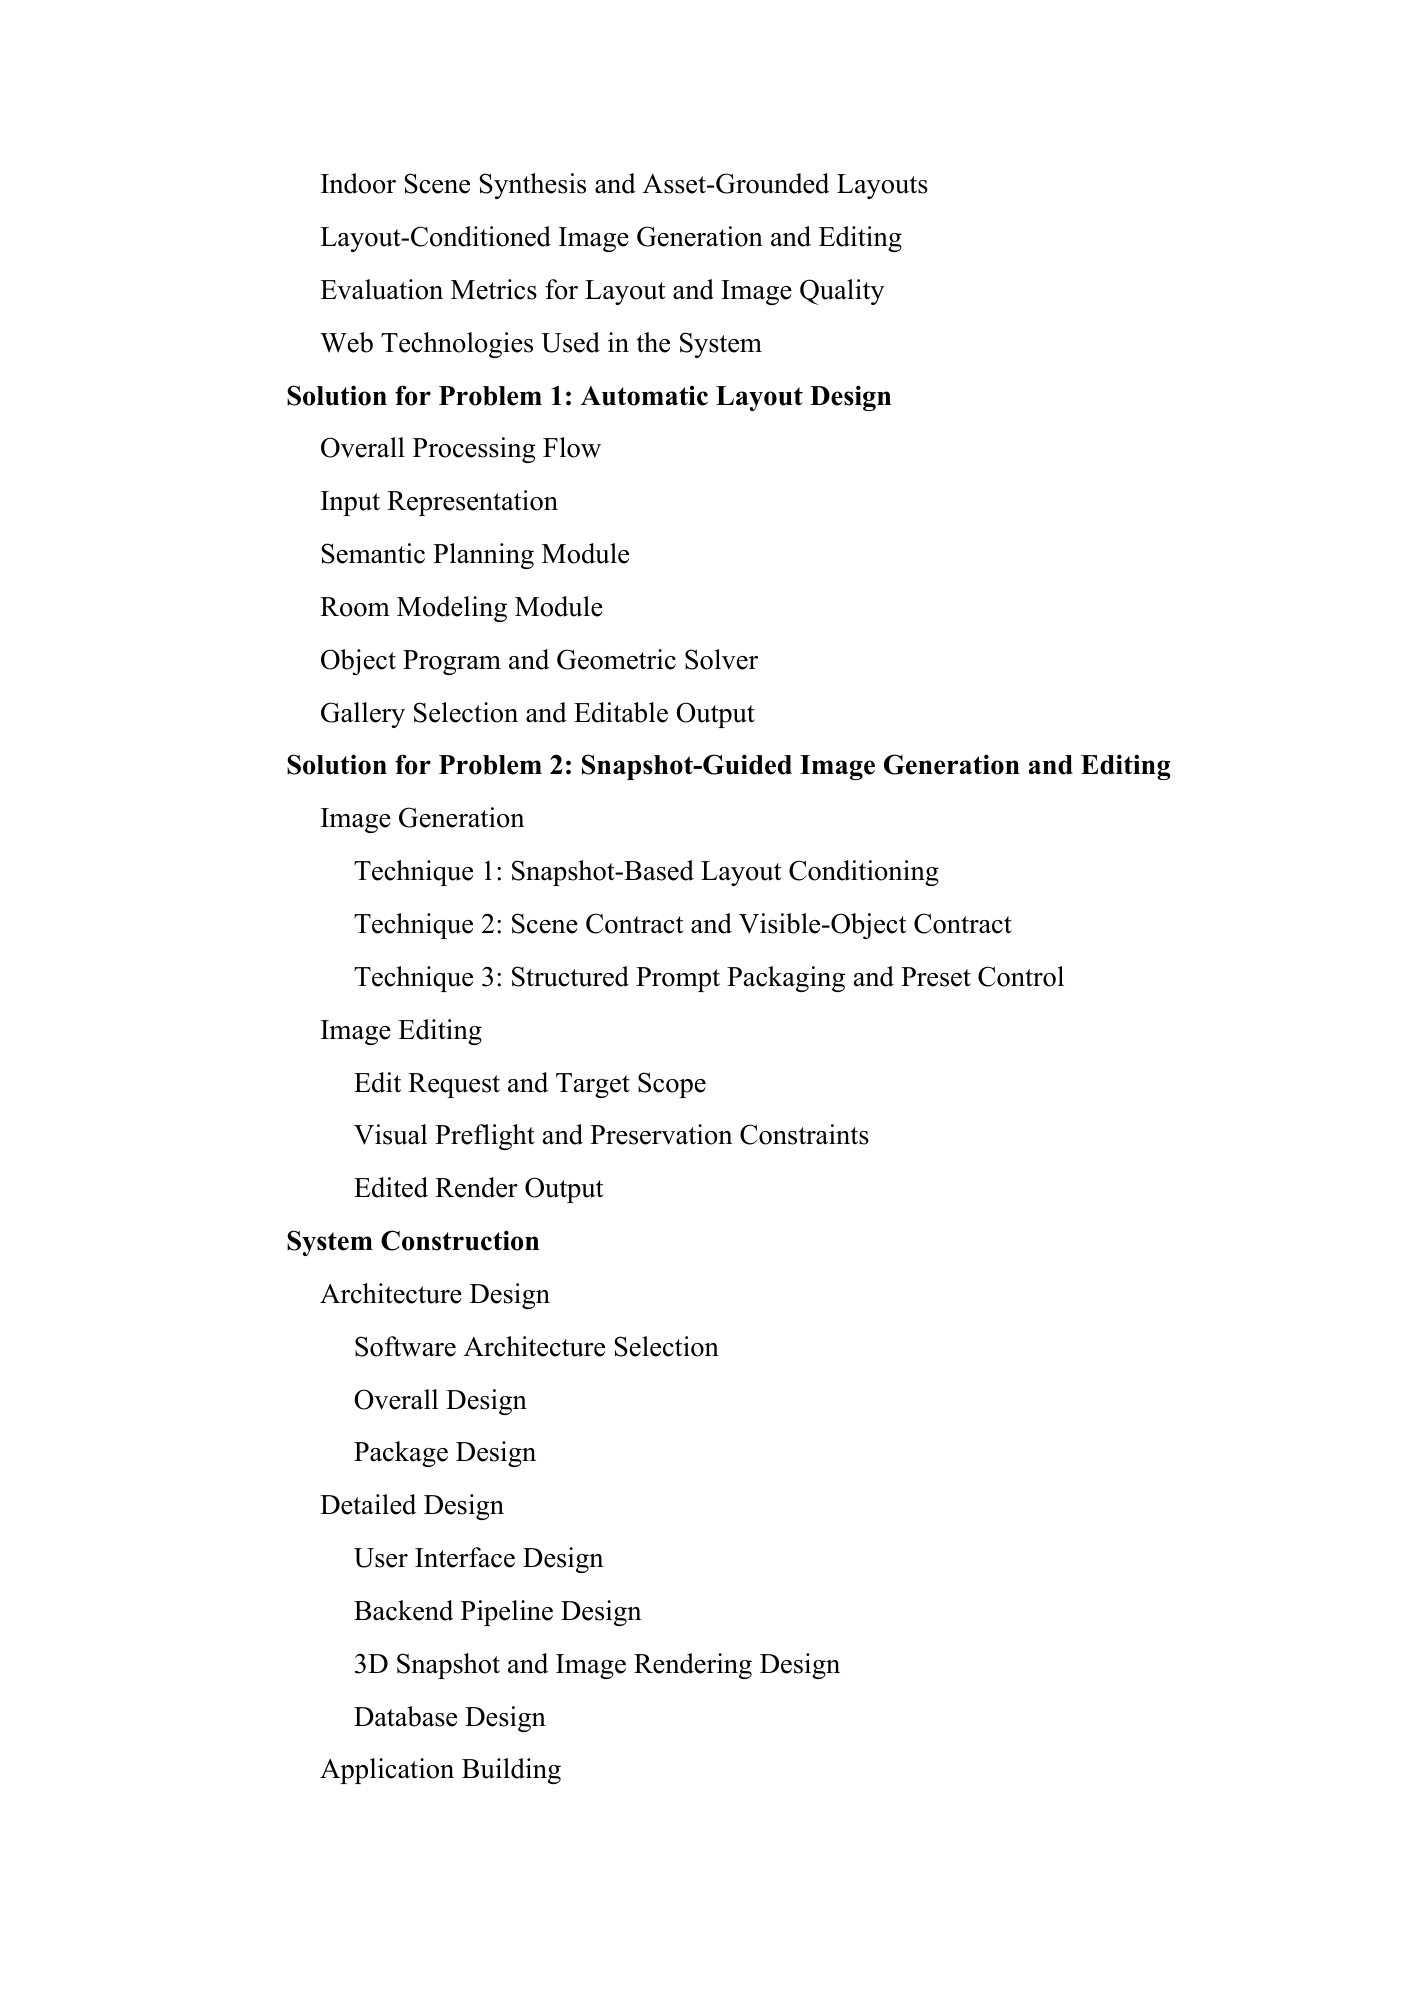 Indoor Scene Synthesis and Asset-Grounded Layouts
Layout-Conditioned Image Generation and Editing
Evaluation Metrics for Layout and Image Quality
Web Technologies Used in the System
Solution for Problem 1: Automatic Layout Design
Overall Processing Flow
Input Representation
Semantic Planning Module
Room Modeling Module
Object Program and Geometric Solver
Gallery Selection and Editable Output
Solution for Problem 2: Snapshot-Guided Image Generation and Editing
Image Generation
Technique 1: Snapshot-Based Layout Conditioning
Technique 2: Scene Contract and Visible-Object Contract
Technique 3: Structured Prompt Packaging and Preset Control
Image Editing
Edit Request and Target Scope
Visual Preflight and Preservation Constraints
Edited Render Output
System Construction
Architecture Design
Software Architecture Selection
Overall Design
Package Design
Detailed Design
User Interface Design
Backend Pipeline Design
3D Snapshot and Image Rendering Design
Database Design
Application Building